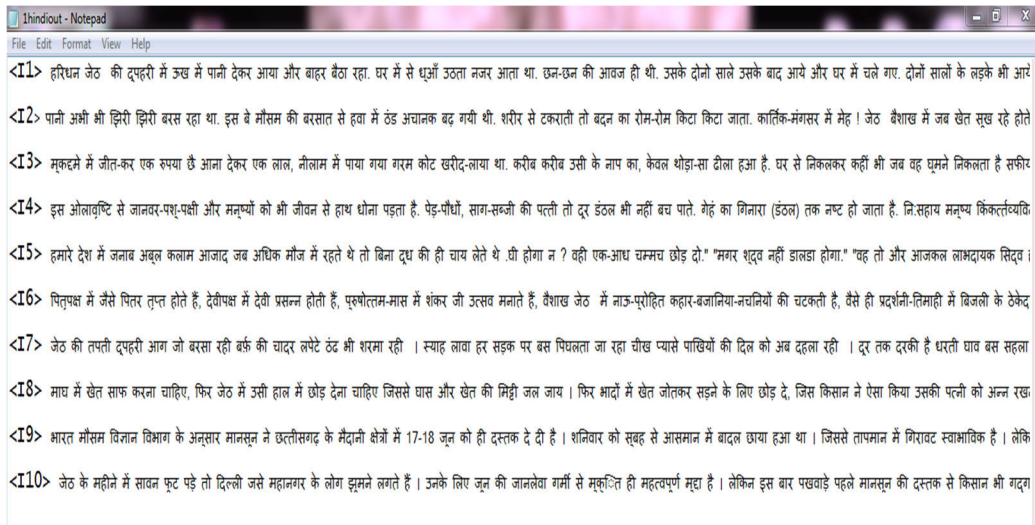 1hindiout - Notepad
File Edit Format View Help
<I1> हरिधन जेठ की दुपहरी में ऊख में पानी देकर आया और बाहर बैठा रहा. घर में से धुआँ उठता नजर आता था. छन-छन की आवज ही थी. उसके दोनो साले उसके बाद आये और घर में चले गए. दोनों सालों के लड़के भी आये
<I2> पानी अभी भी झिरी झिरी बरस रहा था. इस बे मौसम की बरसात से हवा में ठंड अचानक बढ़ गयी थी. शरीर से टकराती तो बदन का रोम-रोम किटा किटा जाता. कार्तिक-मंगसर में मेह ! जेठ बैशाख में जब खेत सूख रहे होते
<I3> मुकद्दमे में जीत-कर एक रुपया छै आना देकर एक लाल, नीलाम में पाया गया गरम कोट खरीद-लाया था. करीब करीब उसी के नाप का, केवल थोड़ा-सा ढीला हुआ है. घर से निकलकर कहीं भी जब वह घूमने निकलता है सफीय
<I4> इस ओलावृष्टि से जानवर-पशु-पक्षी और मनुष्यों को भी जीवन से हाथ धोना पड़ता है. पेड़-पौधों, साग-सब्जी की पत्ती तो दूर डंठल भी नहीं बच पाते. गेहूं का गिनारा (डंठल) तक नष्ट हो जाता है. नि:सहाय मनुष्य किंकर्त्तव्यवि
<I5> हमारे देश में जनाब अबुल कलाम आजाद जब अधिक मौज में रहते थे तो बिना दूध की ही चाय लेते थे .घी होगा न ? वही एक-आध चम्मच छोड़ दो." "मगर शुद्व नहीं डालडा होगा." "वह तो और आजकल लाभदायक सिद्व
<I6> पितृपक्ष में जैसे पितर तृप्त होते हैं, देवीपक्ष में देवी प्रसन्न होती हैं, पुरुषोत्तम-मास में शंकर जी उत्सव मनाते हैं, वैशाख जेठ में नाऊ-पुरोहित कहार-बजानिया-नचनियों की चटकती है, वैसे ही प्रदर्शनी-तिमाही में बिजली के ठेकेद
<I7> जेठ की तपती दुपहरी आग जो बरसा रही बर्फ़ की चादर लपेटे ठंढ भी शरमा रही । स्याह लावा हर सड़क पर बस पिघलता जा रहा चीख प्यासे पाखियों की दिल को अब दहला रही । दूर तक दरकी है धरती घाव बस सहला
<I8> माघ में खेत साफ करना चाहिए, फिर जेठ में उसी हाल में छोड़ देना चाहिए जिससे घास और खेत की मिट्टी जल जाय । फिर भादों में खेत जोतकर सड़ने के लिए छोड़ दे, जिस किसान ने ऐसा किया उसकी पत्नी को अन्न रख
<I9> भारत मौसम विज्ञान विभाग के अनुसार मानसून ने छत्तीसगढ़ के मैदानी क्षेत्रों में 17-18 जून को ही दस्तक दे दी है । शनिवार को सुबह से आसमान में बादल छाया हुआ था । जिससे तापमान में गिरावट स्वाभाविक है । लेकि
<I10> जेठ के महीने में सावन फूट पड़े तो दिल्ली जसे महानगर के लोग झूमने लगते हैं । उनके लिए जून की जानलेवा गर्मी से मुक्ित ही महत्वपूर्ण मुद्दा है । लेकिन इस बार पखवाड़े पहले मानसून की दस्तक से किसान भी गद्ग